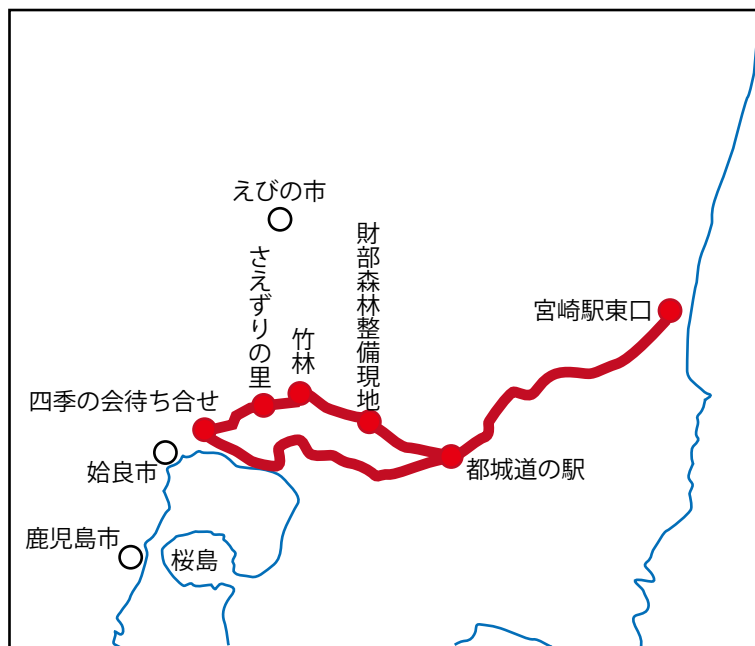 えびの市
さえずりの里
竹林
財部森林整備現地
宮崎駅東口
四季の会待ち合せ
都城道の駅
姶良市
鹿児島市
桜島